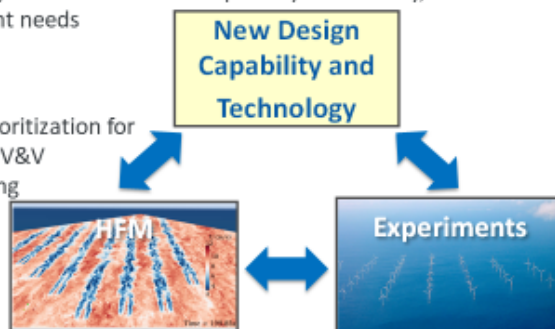 nt needs
New Design
Capability and
Technology
oritization for
V&V
ng
HFM
Experiments